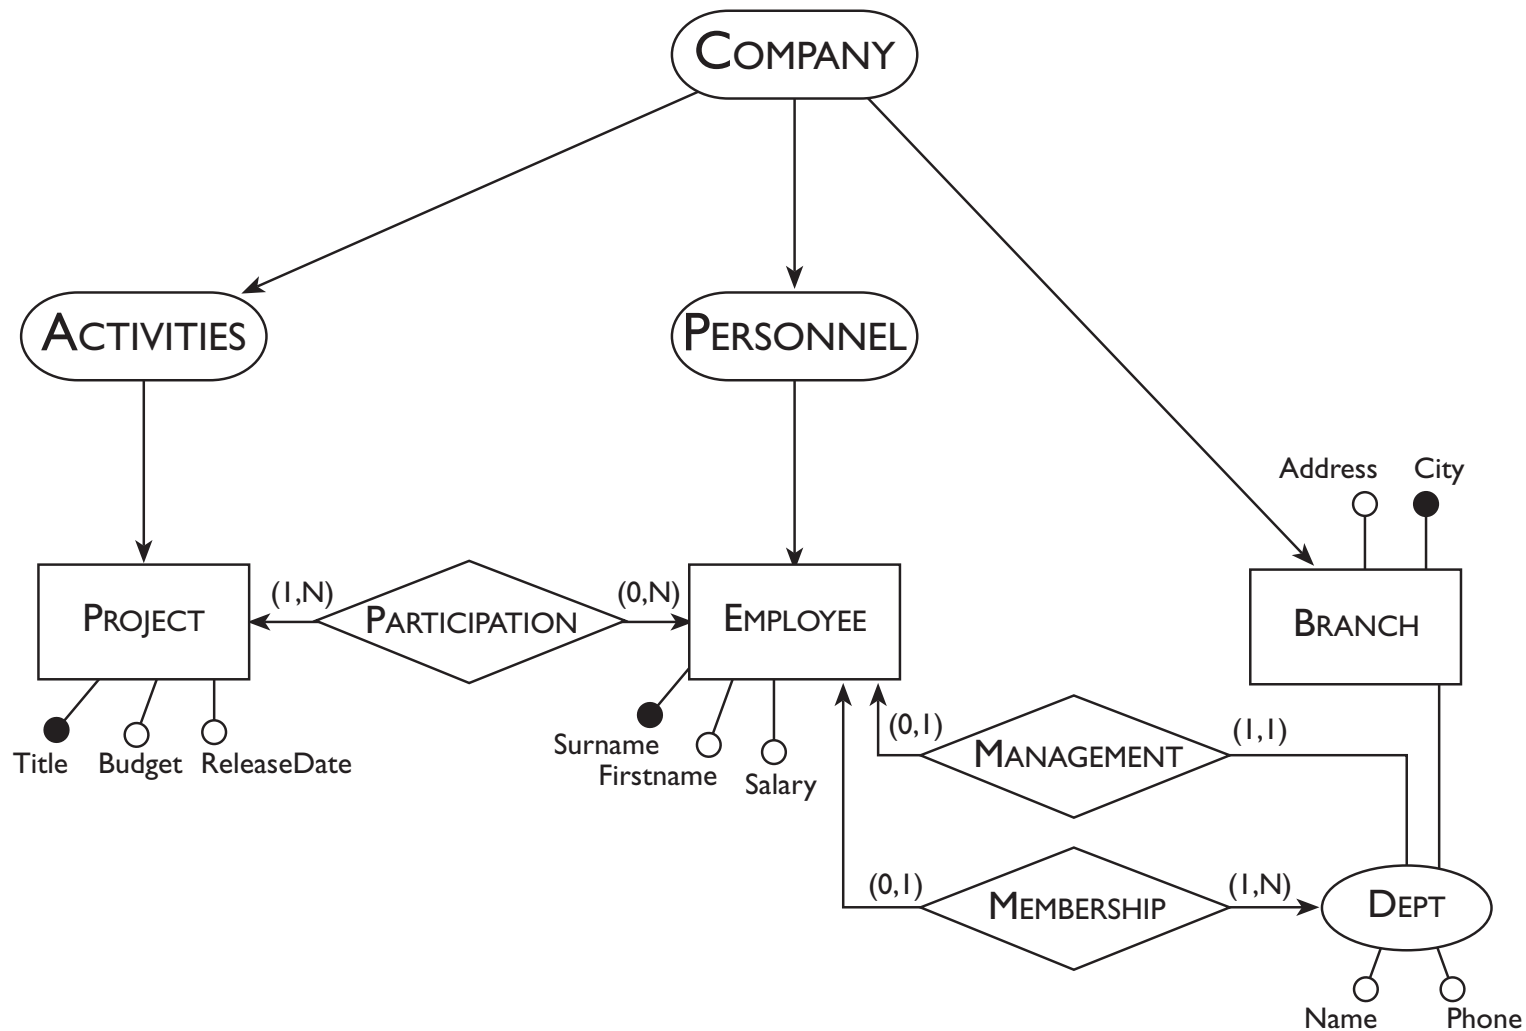 COMPANY
ACTIVITIES
PERSONNEL
Address
City
PROJECT
(1,N)
PARTICIPATION
(0,N)
EMPLOYEE
BRANCH
Title
Budget
ReleaseDate
Surname
Firstname
Salary
(0,1)
MANAGEMENT
(1,1)
(0,1)
MEMBERSHIP
(1,N)
DEPT
Name
Phone